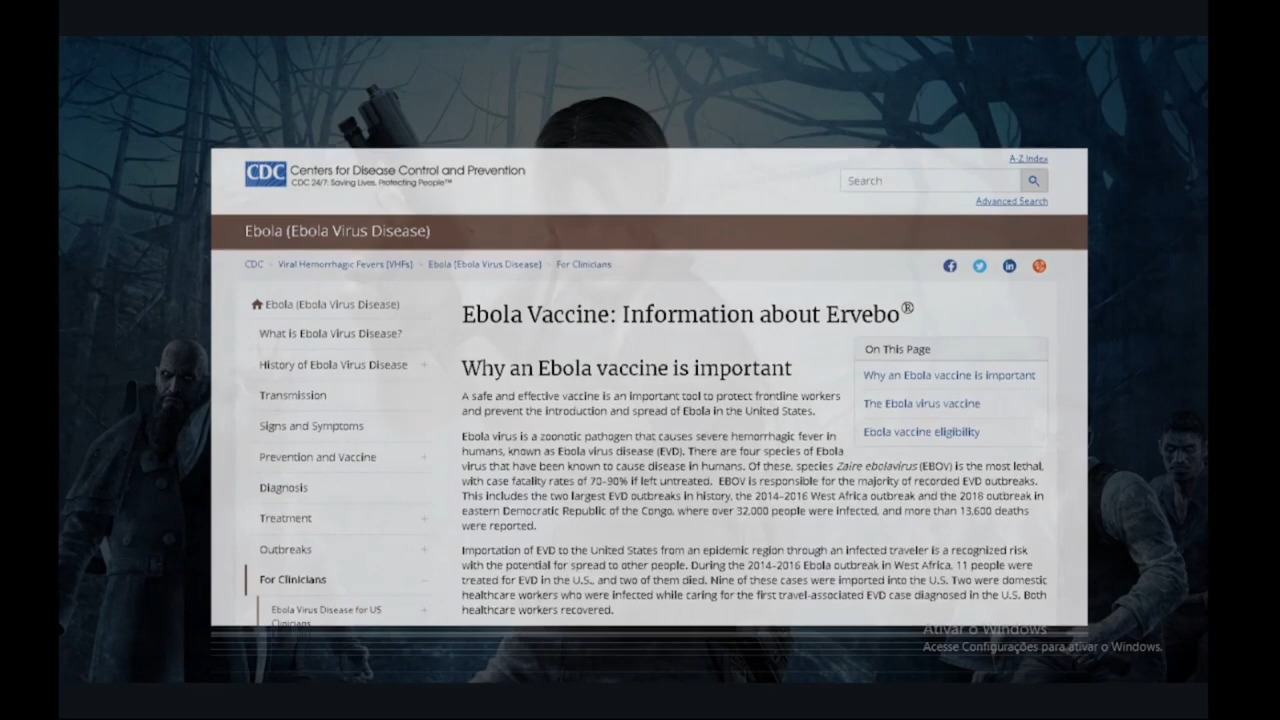 CDC Centers for Disease Control and Prevention
CDC 24/7: Saving Lives. Protecting People™
A-Z Index
Search
Advanced Search
Ebola (Ebola Virus Disease)
CDC
Viral Hemorrhagic Fevers [VHFs]
Ebola [Ebola Virus Disease]
For Clinicians
Ebola (Ebola Virus Disease)
What is Ebola Virus Disease?
History of Ebola Virus Disease +
Transmission
Signs and Symptoms
Prevention and Vaccine +
Diagnosis
Treatment +
Outbreaks +
For Clinicians –
Ebola Virus Disease for US +
Clinicians
Ebola Vaccine: Information about Ervebo®
On This Page
Why an Ebola vaccine is important
The Ebola virus vaccine
Ebola vaccine eligibility
Why an Ebola vaccine is important
A safe and effective vaccine is an important tool to protect frontline workers
and prevent the introduction and spread of Ebola in the United States.
Ebola virus is a zoonotic pathogen that causes severe hemorrhagic fever in
humans, known as Ebola virus disease (EVD). There are four species of Ebola
virus that have been known to cause disease in humans. Of these, species Zaire ebolavirus (EBOV) is the most lethal,
with case fatality rates of 70-90% if left untreated. EBOV is responsible for the majority of recorded EVD outbreaks.
This includes the two largest EVD outbreaks in history, the 2014–2016 West Africa outbreak and the 2018 outbreak in
eastern Democratic Republic of the Congo, where over 32,000 people were infected, and more than 13,600 deaths
were reported.
Importation of EVD to the United States from an epidemic region through an infected traveler is a recognized risk
with the potential for spread to other people. During the 2014-2016 Ebola outbreak in West Africa, 11 people were
treated for EVD in the U.S., and two of them died. Nine of these cases were imported into the U.S. Two were domestic
healthcare workers who were infected while caring for the first travel-associated EVD case diagnosed in the U.S. Both
healthcare workers recovered.
Ativar o Windows
Acesse Configurações para ativar o Windows.